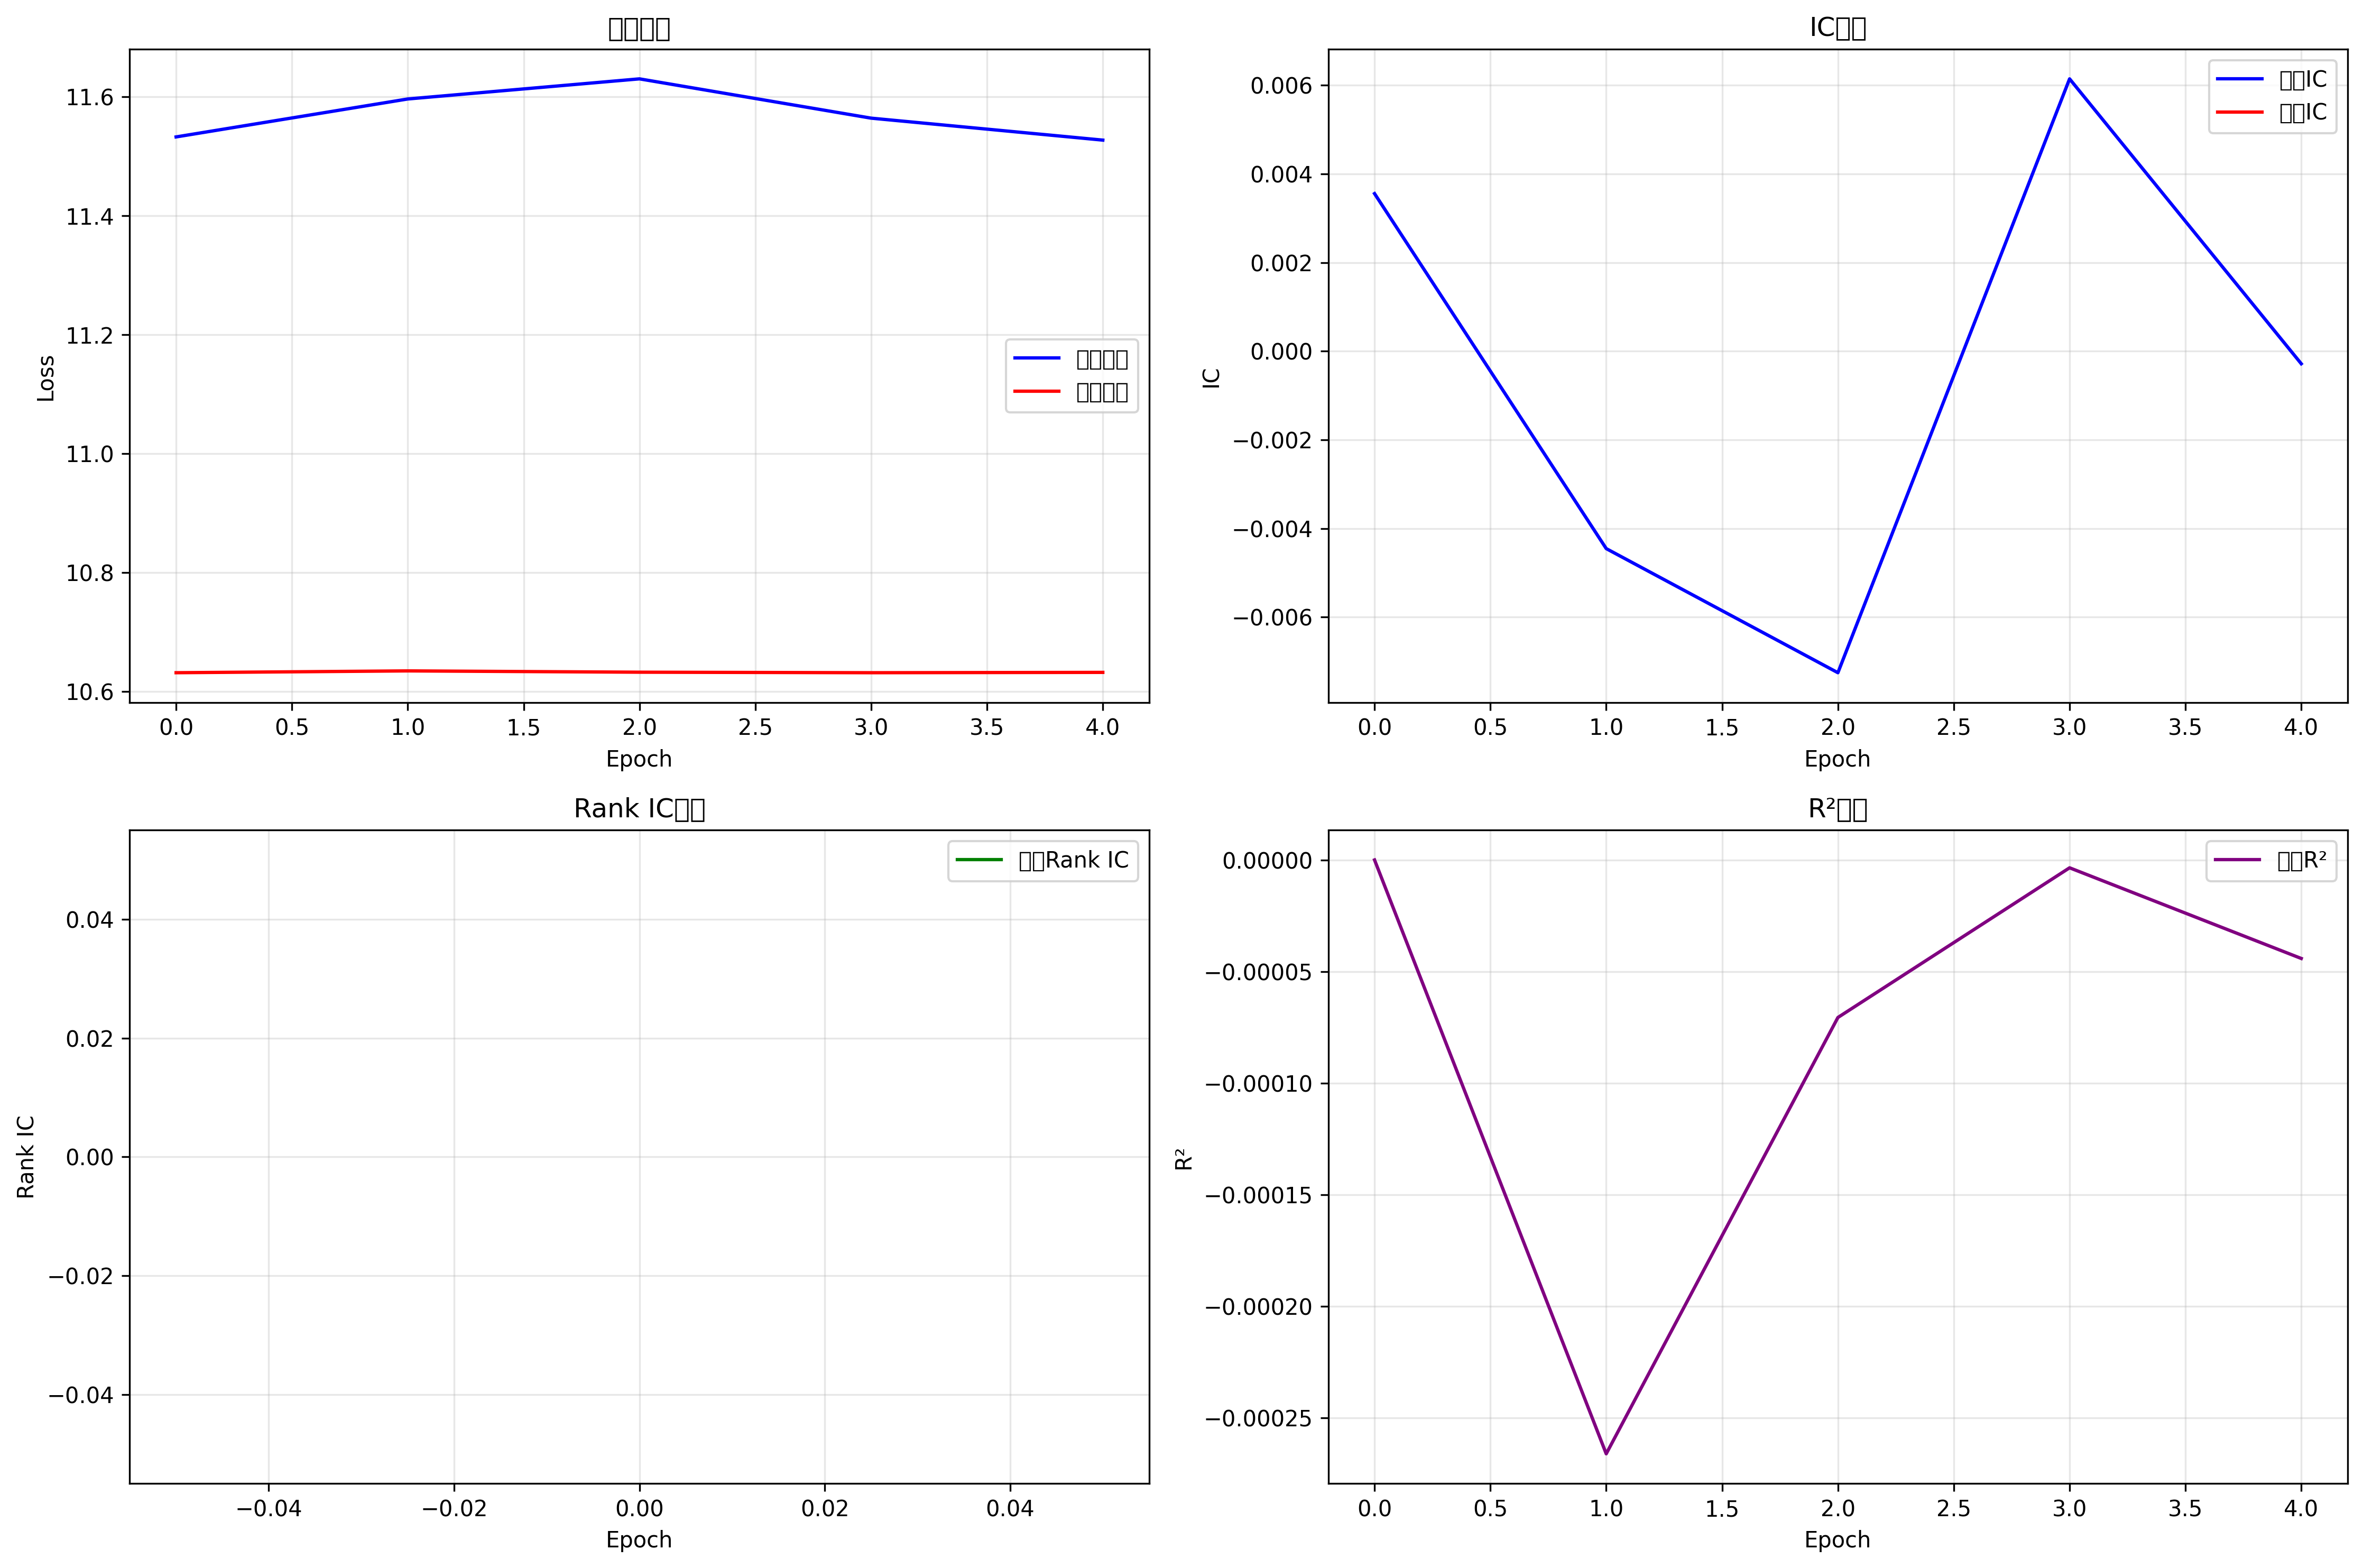 11.6
11.4
11.2
11.0
10.8
10.6
Loss
0.0 0.5 1.0 1.5 2.0 2.5 3.0 3.5 4.0
Epoch
IC
IC
IC
0.006
0.004
0.002
0.000
−0.002
−0.004
−0.006
IC
0.0 0.5 1.0 1.5 2.0 2.5 3.0 3.5 4.0
Epoch
Rank IC
Rank IC
0.04
0.02
0.00
−0.02
−0.04
Rank IC
−0.04 −0.02 0.00 0.02 0.04
Epoch
R²
R²
0.00000
−0.00005
−0.00010
−0.00015
−0.00020
−0.00025
R²
0.0 0.5 1.0 1.5 2.0 2.5 3.0 3.5 4.0
Epoch